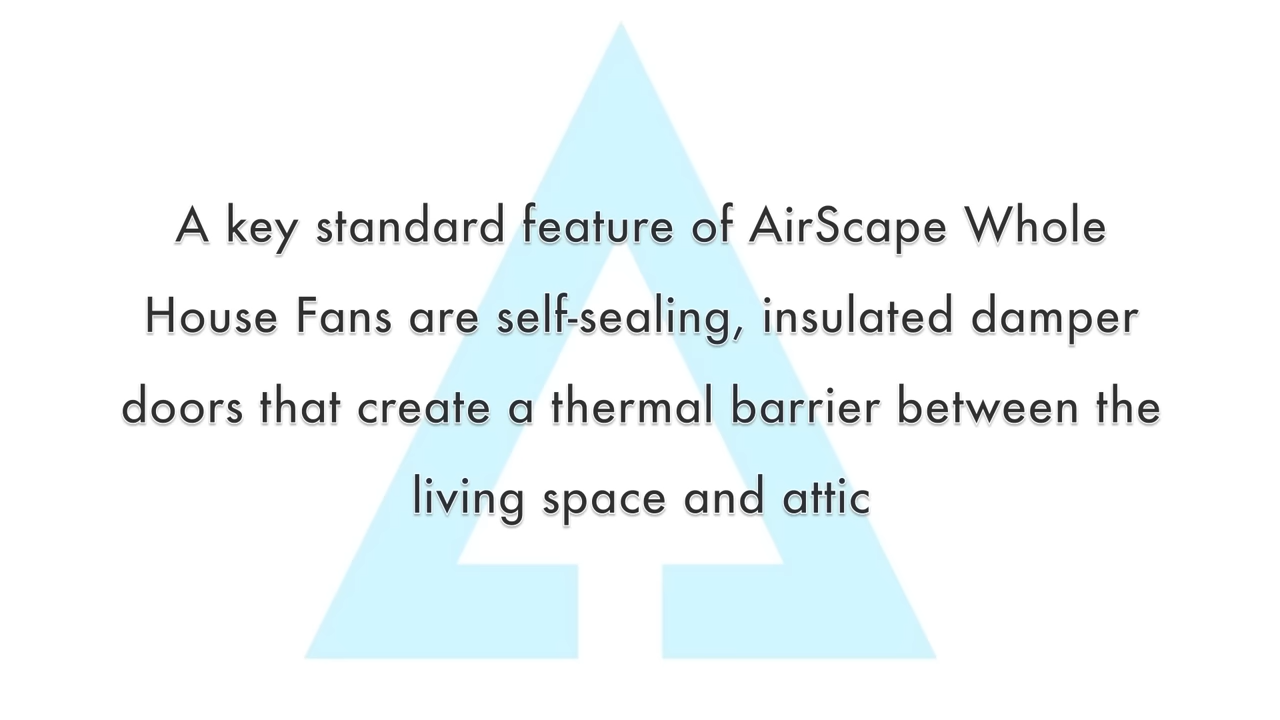 A key standard feature of AirScape Whole
House Fans are self-sealing, insulated damper
doors that create a thermal barrier between the
living space and attic